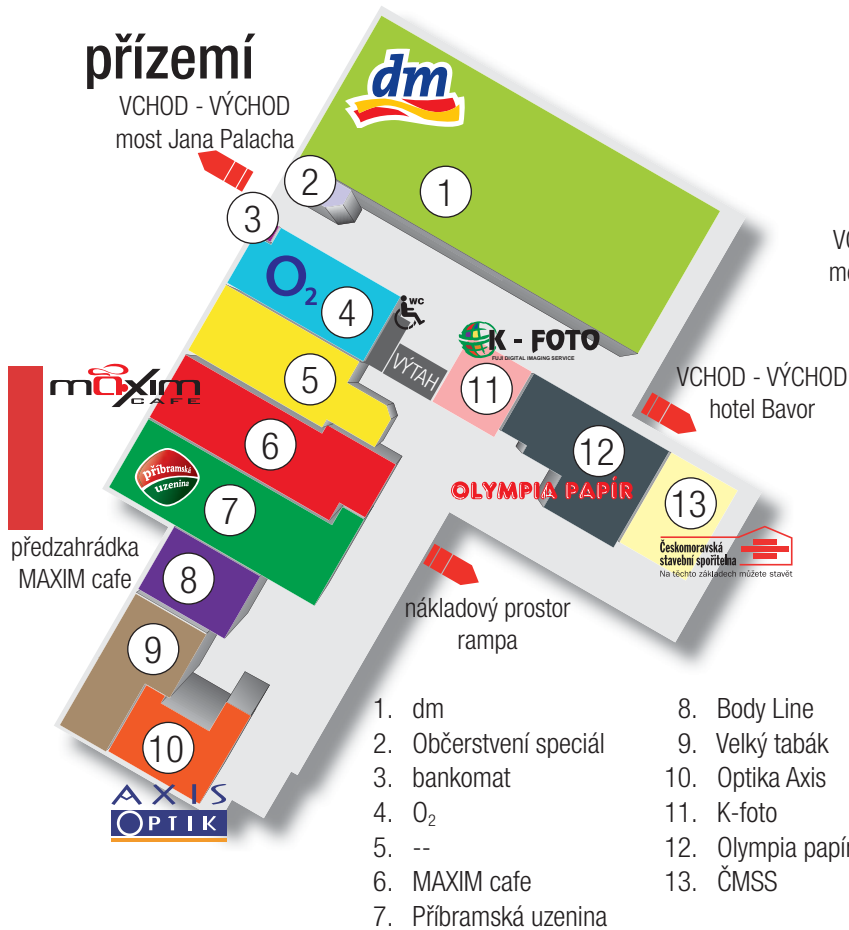 přízemí
VCHOD - VÝCHOD
most Jana Palacha
dm
2
1
3
O2
4
WC
VÝTAH
K - FOTO
FUJI DIGITAL IMAGING SERVICE
11
VCHOD - VÝCHOD
hotel Bavor
5
maxim
CAFE
6
12
OLYMPIA PAPÍR
13
příbramská
uzenina
7
Českomoravská
stavební spořitelna
Na těchto základech můžete stavět
předzahrádka
MAXIM cafe
8
nákladový prostor
rampa
9
10
AXIS
OPTIK
1. dm
2. Občerstvení speciál
3. bankomat
4. O2
5. --
6. MAXIM cafe
7. Příbramská uzenina
8. Body Line
9. Velký tabák
10. Optika Axis
11. K-foto
12. Olympia papír
13. ČMSS